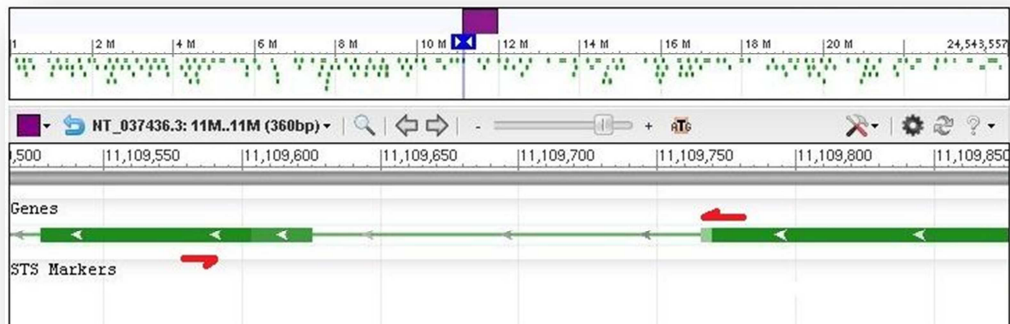 1 2 M 4 M 6 M 8 M 10 M 12 M 14 M 16 M 18 M 20 M 24,543,557
NT_037436.3: 11M..11M (360bp) - + ATG ?
,500 11,109,550 11,109,600 11,109,650 11,109,700 11,109,750 11,109,800 11,109,850
Genes
STS Markers